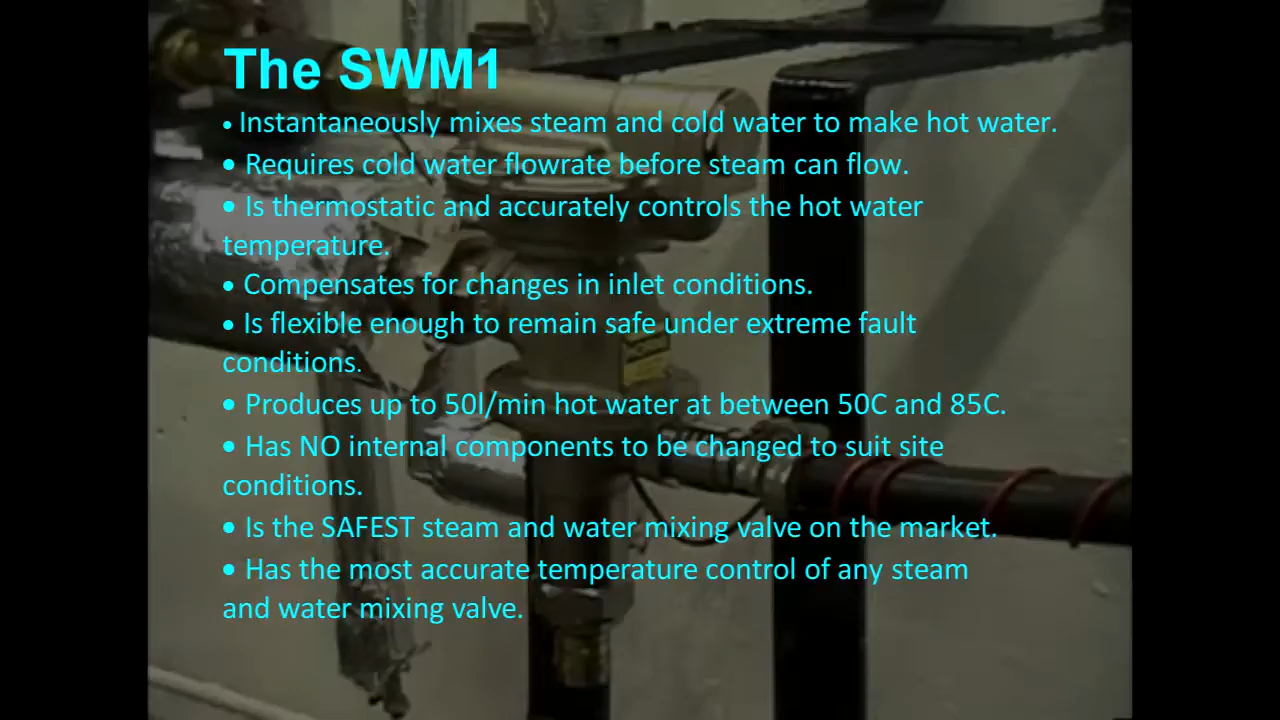 The SWM1
• Instantaneously mixes steam and cold water to make hot water.
• Requires cold water flowrate before steam can flow.
• Is thermostatic and accurately controls the hot water
temperature.
• Compensates for changes in inlet conditions.
• Is flexible enough to remain safe under extreme fault
conditions.
• Produces up to 50l/min hot water at between 50C and 85C.
• Has NO internal components to be changed to suit site
conditions.
• Is the SAFEST steam and water mixing valve on the market.
• Has the most accurate temperature control of any steam
and water mixing valve.